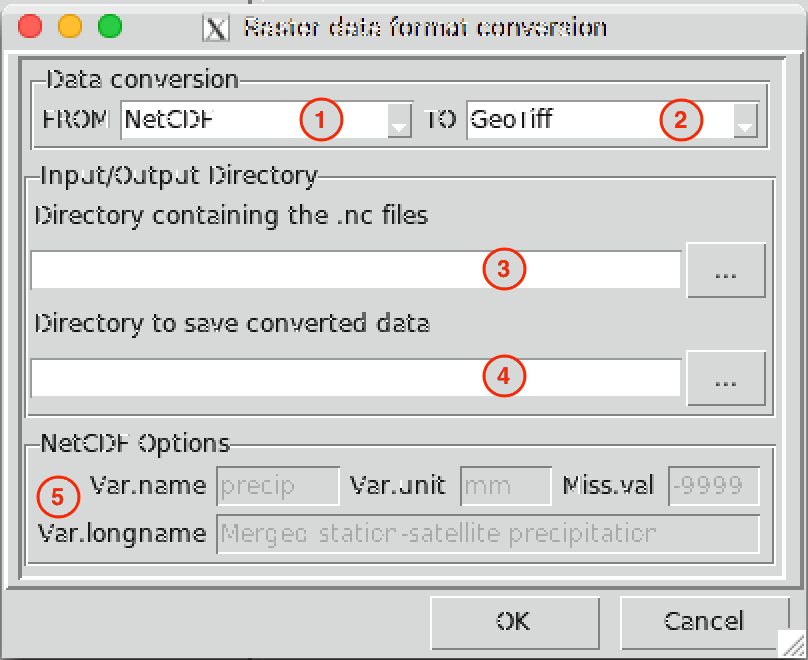 X Raster data format conversion
Data conversion
FROM NetCDF 1 TO GeoTiff 2
Input/Output Directory
Directory containing the .nc files
3 ...
Directory to save converted data
4 ...
NetCDF Options
5 Var.name precip Var.unit mm Miss.val -9999
Var.longname Merged station-satellite precipitation
OK Cancel